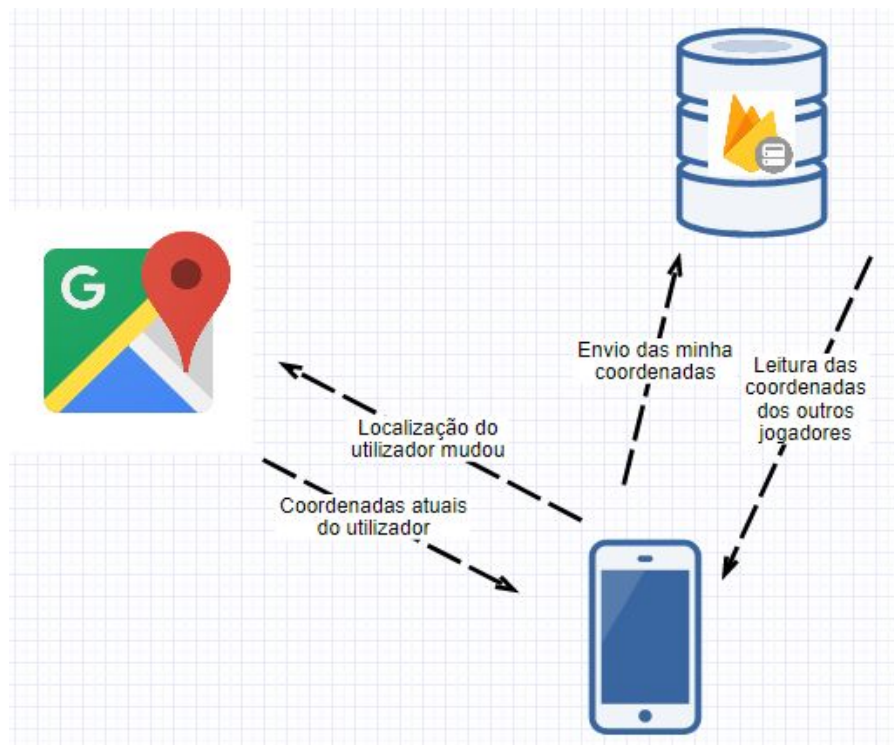 G
Envio das minha
coordenadas
Leitura das
coordenadas
dos outros
jogadores
Localização do
utilizador mudou
Coordenadas atuais
do utilizador